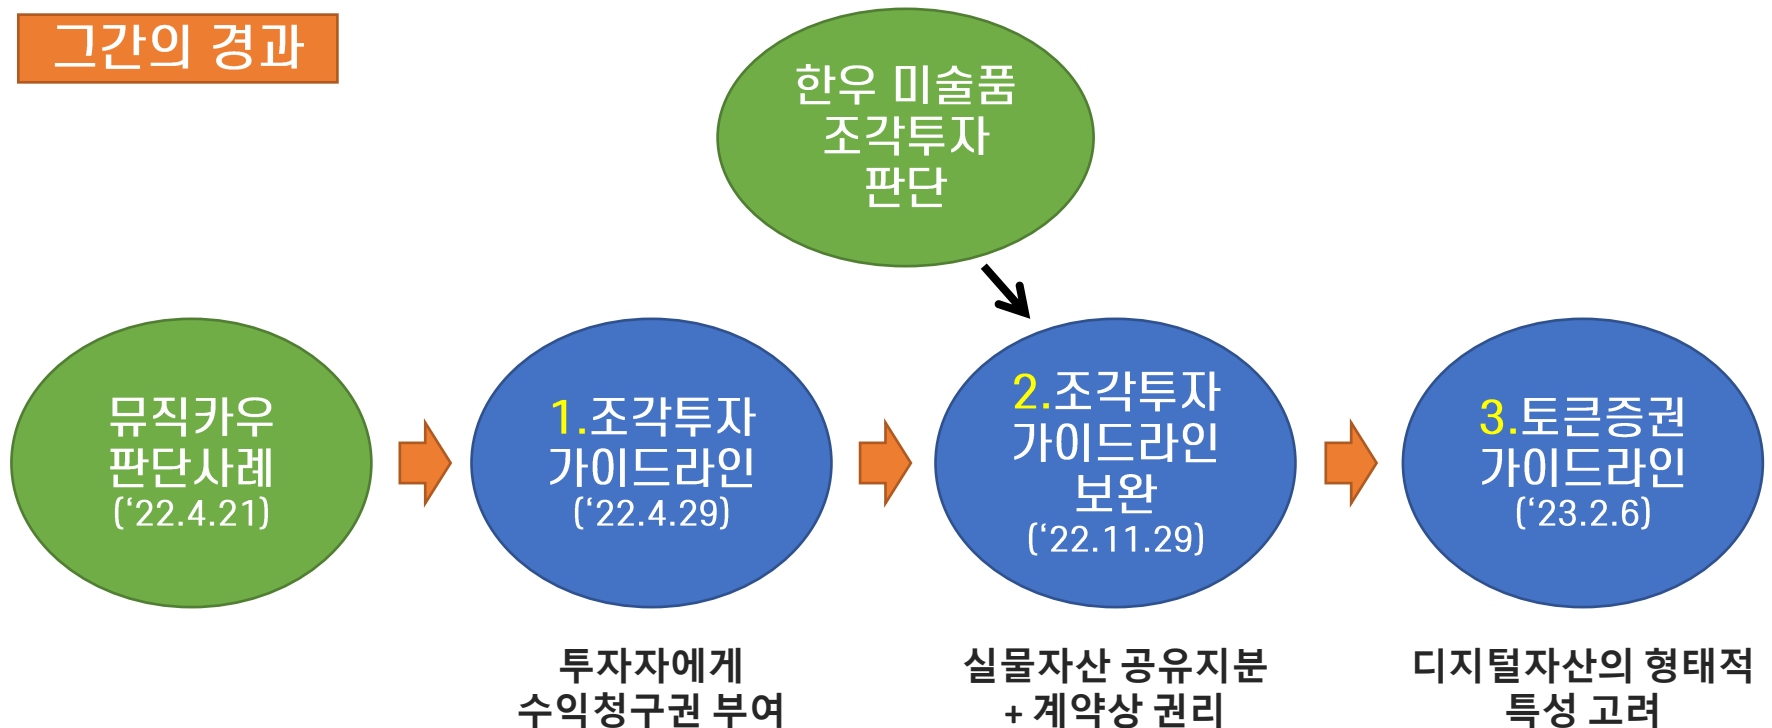 그간의 경과
한우 미술품
조각투자
판단
뮤직카우
판단사례
(‘22.4.21)
1.조각투자
가이드라인
(‘22.4.29)
2.조각투자
가이드라인
보완
(‘22.11.29)
3.토큰증권
가이드라인
(‘23.2.6)
투자자에게
수익청구권 부여
실물자산 공유지분
+ 계약상 권리
디지털자산의 형태적
특성 고려